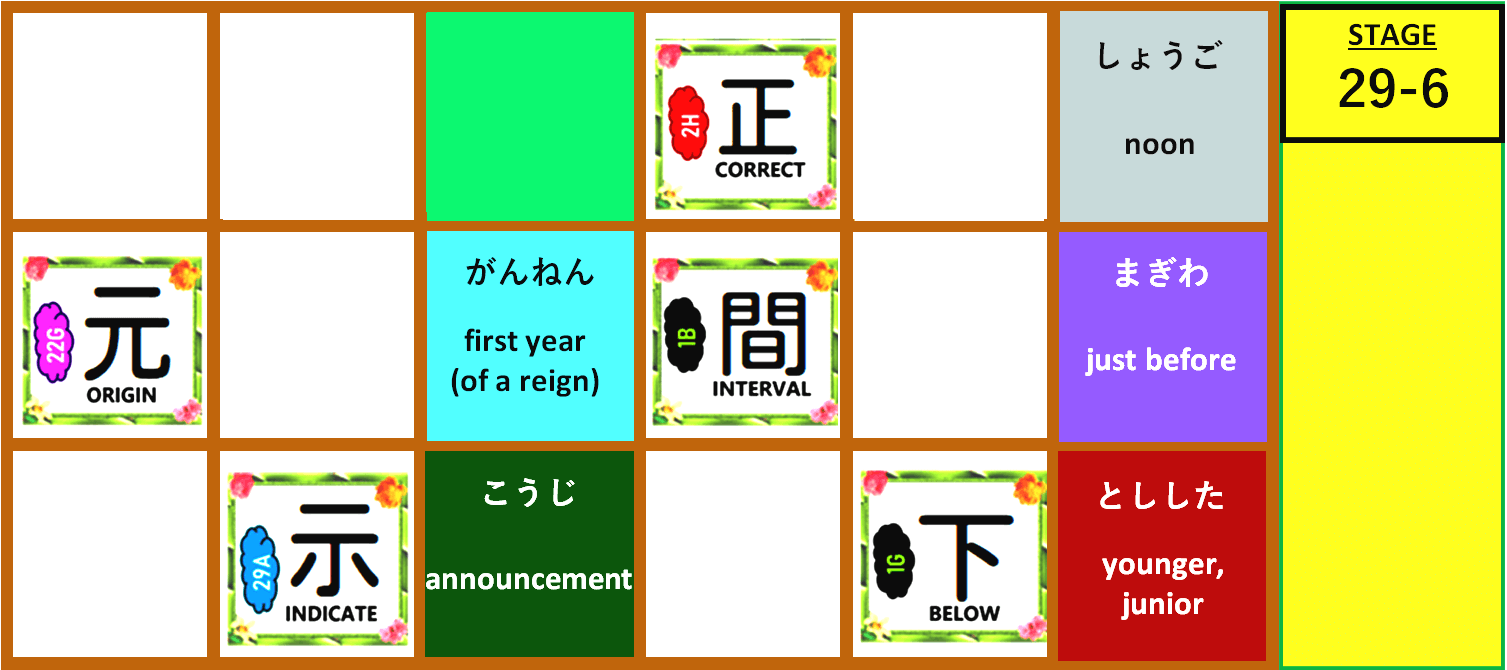 2H
正
CORRECT
しょうご
noon
STAGE
29-6
22G
元
ORIGIN
がんねん
first year
(of a reign)
1B
間
INTERVAL
まぎわ
just before
29A
示
INDICATE
こうじ
announcement
1G
下
BELOW
としした
younger,
junior